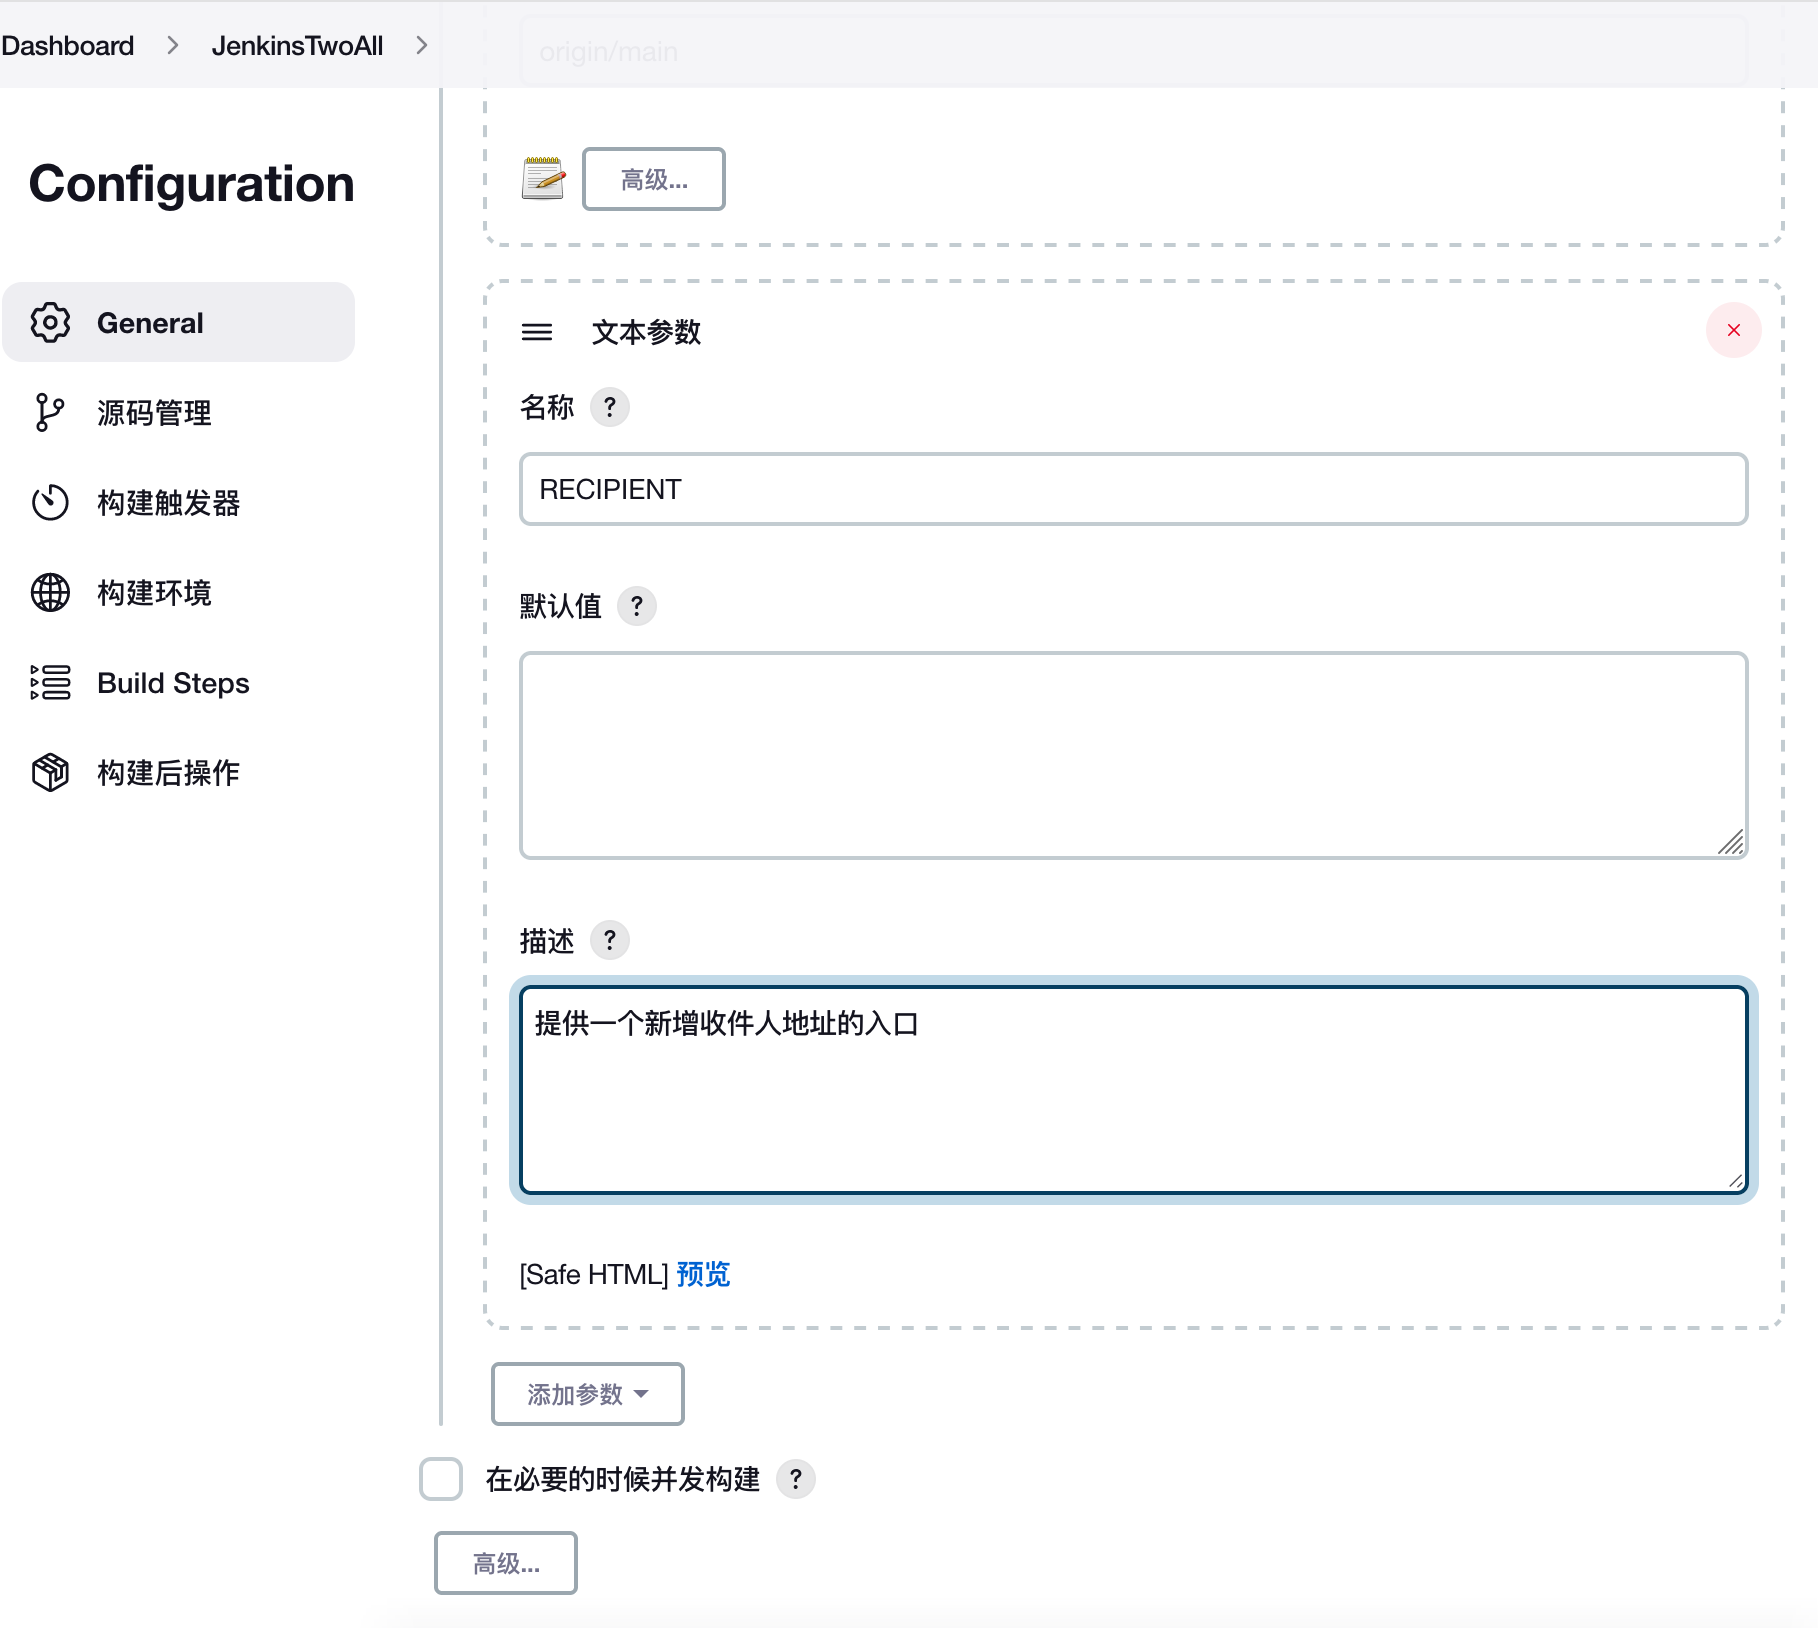 Dashboard > JenkinsTwoAll >
origin/main
Configuration
高级...
General
源码管理
构建触发器
构建环境
Build Steps
构建后操作
文本参数
名称 ?
RECIPIENT
默认值 ?
描述 ?
提供一个新增收件人地址的入口
[Safe HTML] 预览
添加参数
在必要的时候并发构建 ?
高级...